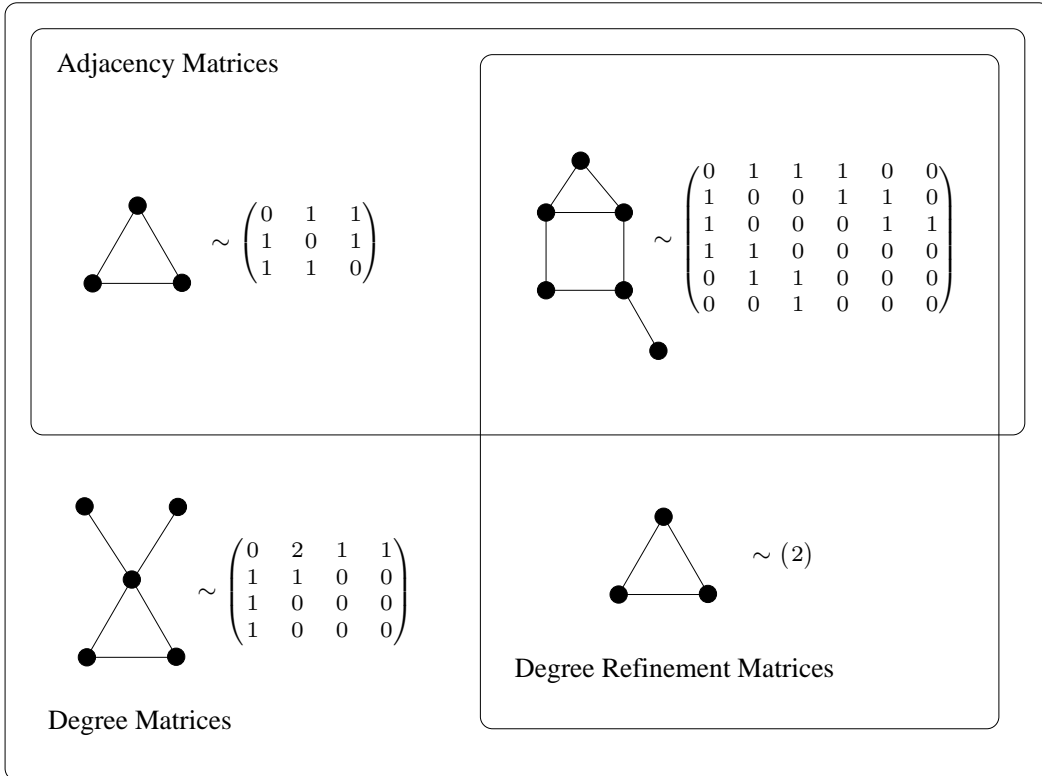 Adjacency Matrices
0 1 1
∼ 1 0 1
1 1 0
0 1 1 1 0 0
1 0 0 1 1 0
1 0 0 0 1 1
∼ 1 1 0 0 0 0
0 1 1 0 0 0
0 0 1 0 0 0
0 2 1 1
1 1 0 0
∼ 1 0 0 0
1 0 0 0
∼ (2)
Degree Refinement Matrices
Degree Matrices